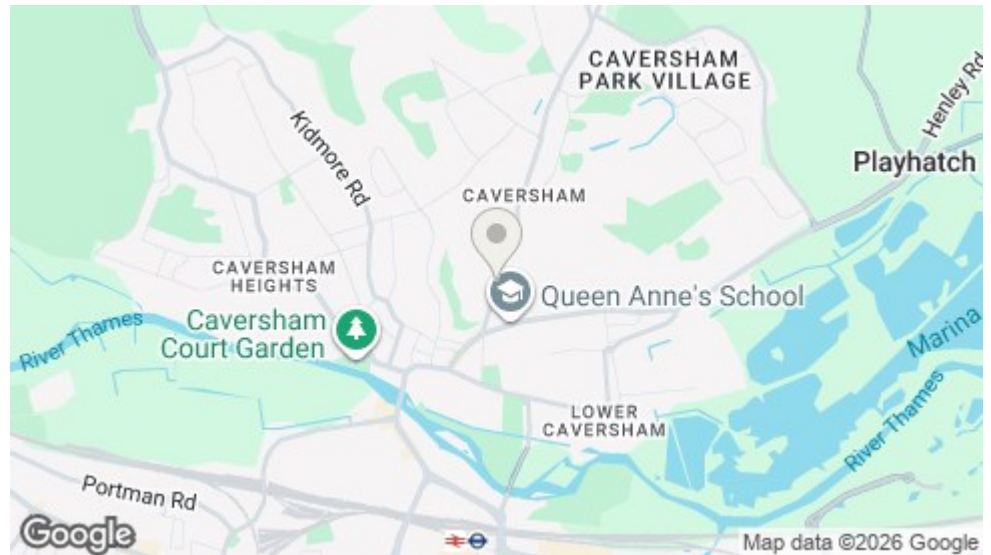 CAVERSHAM
PARK VILLAGE
Henley Rd
Kidmore Rd
Playhatch
CAVERSHAM
CAVERSHAM
HEIGHTS
Queen Anne's School
River Thames
Caversham
Court Garden
Marina
LOWER
CAVERSHAM
River Thames
Portman Rd
Google
Map data ©2026 Google